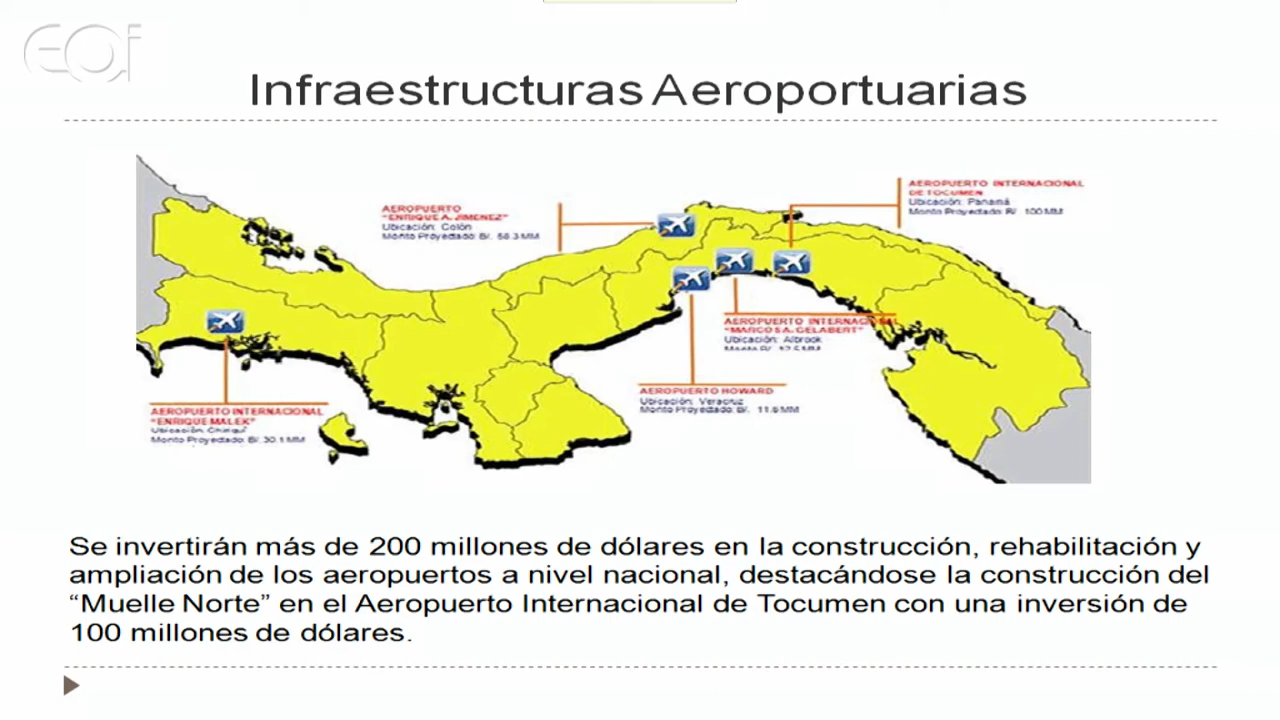 eoi
Infraestructuras Aeroportuarias
AEROPUERTO INTERNACIONAL
DE TOCUMEN
Ubicación: Panamá
Monto Proyectado B/. 100 MM
AEROPUERTO
"ENRIQUE A. JIMENEZ"
Ubicación: Colón
Monto Proyectado: B/. MM
AEROPUERTO INTERNACIONAL
"MARCOS A. GELABERT"
Ubicación: Albrook
AEROPUERTO HOWARD
Ubicación: Veracruz
Monto Proyectado: B/. 11.6 MM
AEROPUERTO INTERNACIONAL
"ENRIQUE MALEK"
Ubicación: Chiriquí
Monto Proyectado: B/. 30.1 MM
Se invertirán más de 200 millones de dólares en la construcción, rehabilitación y
ampliación de los aeropuertos a nivel nacional, destacándose la construcción del
“Muelle Norte” en el Aeropuerto Internacional de Tocumen con una inversión de
100 millones de dólares.